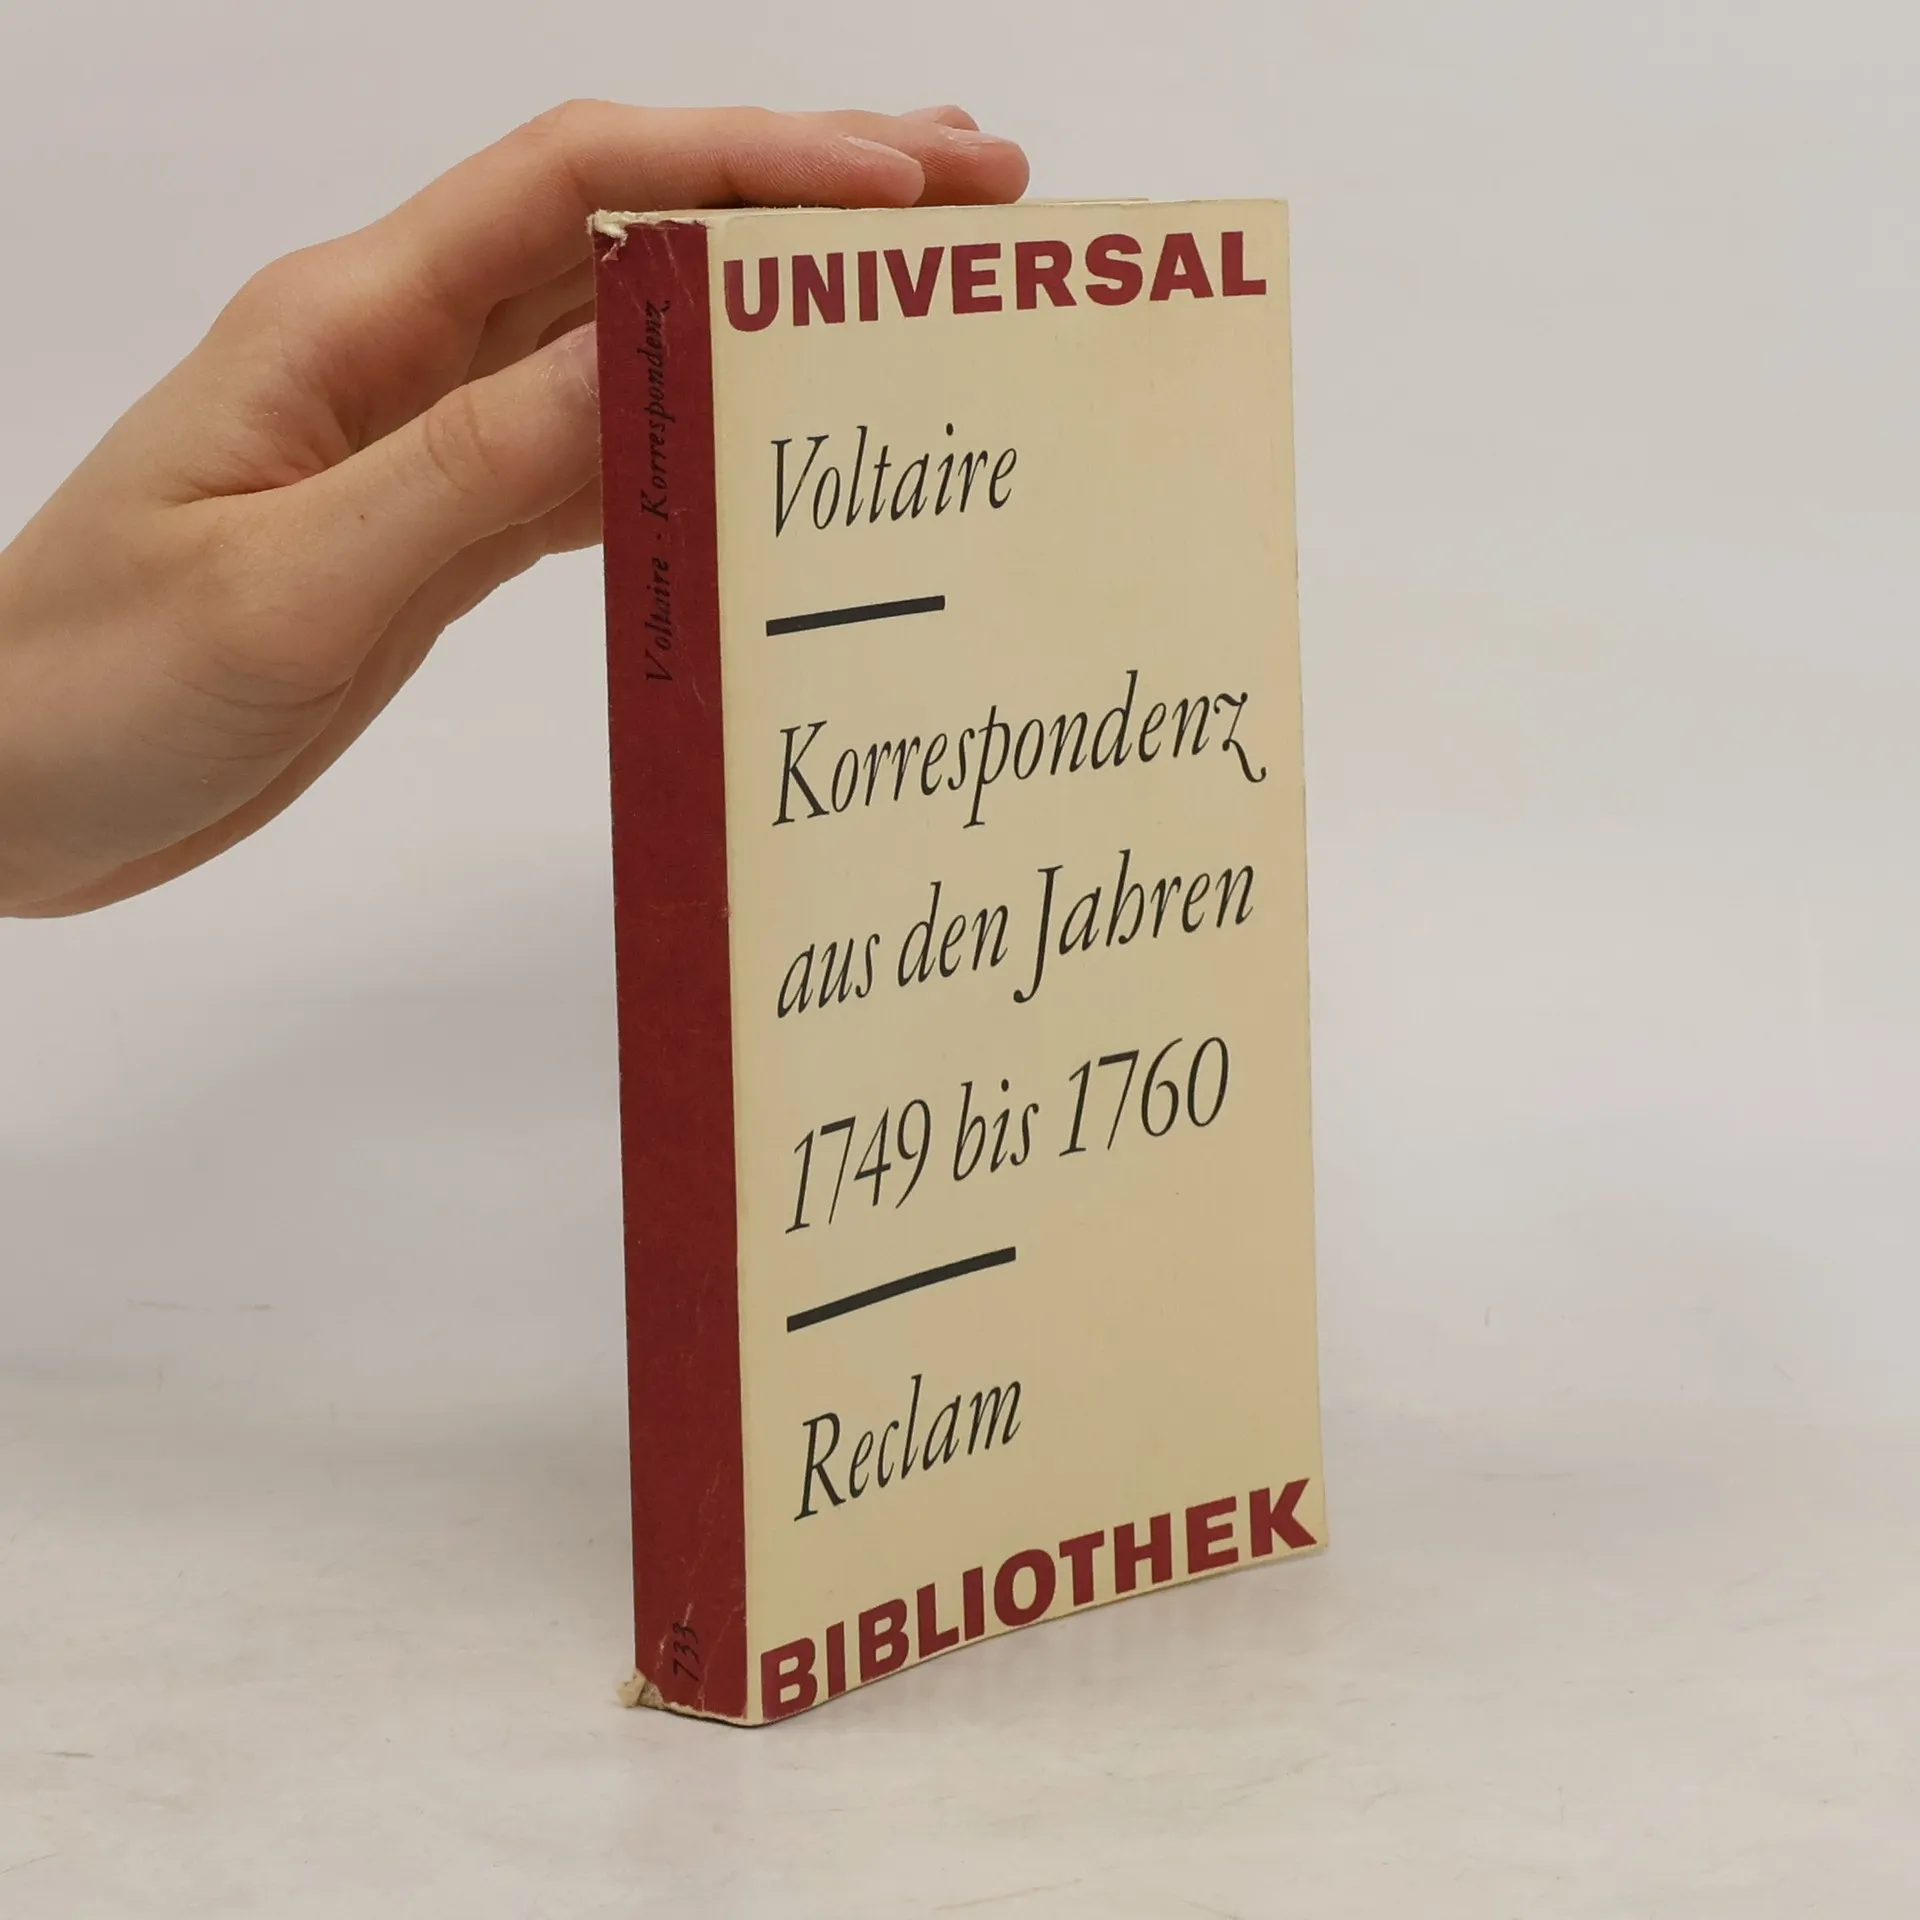 UNIVERSAL
Voltaire
Korrespondenz
aus den Jahren
1749 bis 1760
Reclam
BIBLIOTHEK
Voltaire · Korrespondenz
733